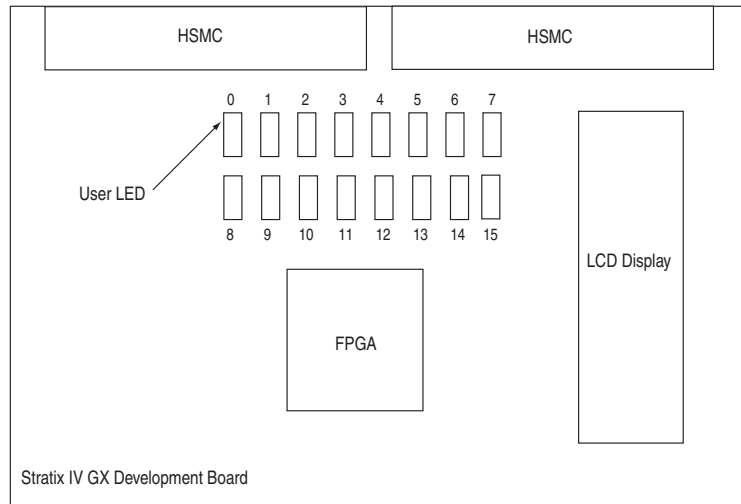 HSMC
HSMC
0 1 2 3 4 5 6 7
User LED
8 9 10 11 12 13 14 15
LCD Display
FPGA
Stratix IV GX Development Board